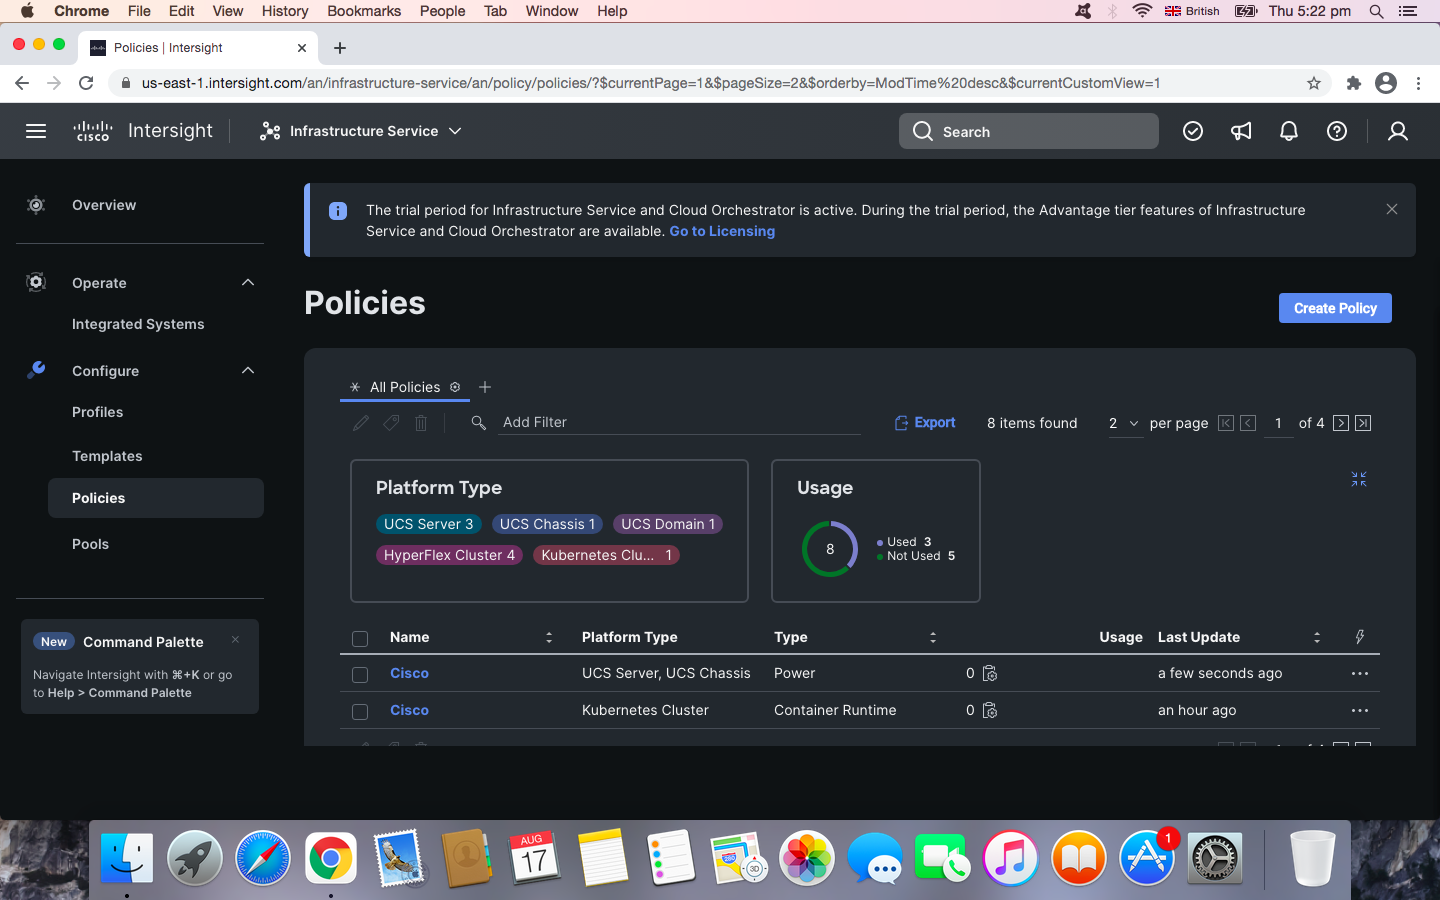 Chrome File Edit View History Bookmarks People Tab Window Help British Thu 5:22 pm
Policies | Intersight
us-east-1.intersight.com/an/infrastructure-service/an/policy/policies/?$currentPage=1&$pageSize=2&$orderby=ModTime%20desc&$currentCustomView=1
CISCO Intersight Infrastructure Service Search
Overview
Operate
Integrated Systems
Configure
Profiles
Templates
Policies
Pools
New Command Palette
Navigate Intersight with ⌘+K or go
to Help > Command Palette
The trial period for Infrastructure Service and Cloud Orchestrator is active. During the trial period, the Advantage tier features of Infrastructure
Service and Cloud Orchestrator are available. Go to Licensing
Policies
Create Policy
All Policies
Add Filter Export 8 items found 2 per page 1 of 4
Platform Type
UCS Server 3 UCS Chassis 1 UCS Domain 1
HyperFlex Cluster 4 Kubernetes Clu... 1
Usage
8
Used 3
Not Used 5
Name Platform Type Type Usage Last Update
Cisco UCS Server, UCS Chassis Power 0 a few seconds ago
Cisco Kubernetes Cluster Container Runtime 0 an hour ago
AUG
17
280
3D
1